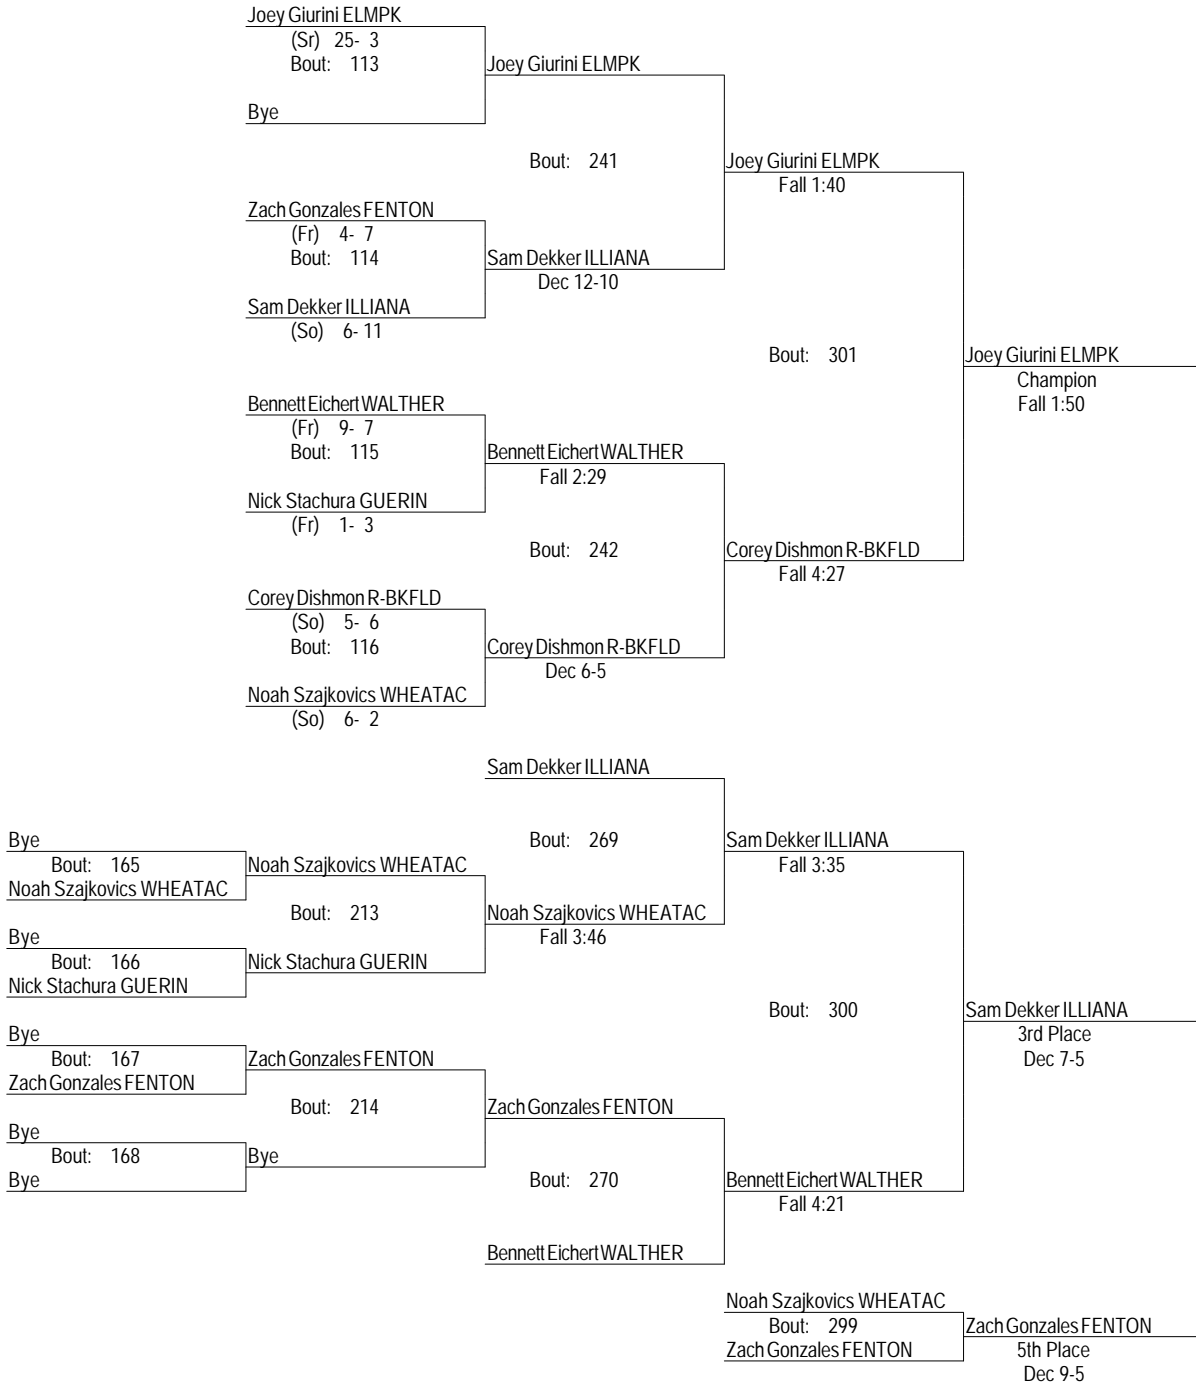 Joey Giurini ELMPK
(Sr) 25- 3
Bout: 113
Joey Giurini ELMPK
Bye
Bout: 241
Joey Giurini ELMPK
Fall 1:40
Zach Gonzales FENTON
(Fr) 4- 7
Bout: 114
Sam Dekker ILLIANA
Dec 12-10
Sam Dekker ILLIANA
(So) 6- 11
Bout: 301
Joey Giurini ELMPK
Champion
Fall 1:50
Bennett Eichert WALTHER
(Fr) 9- 7
Bout: 115
Bennett Eichert WALTHER
Fall 2:29
Nick Stachura GUERIN
(Fr) 1- 3
Bout: 242
Corey Dishmon R-BKFLD
Fall 4:27
Corey Dishmon R-BKFLD
(So) 5- 6
Bout: 116
Corey Dishmon R-BKFLD
Dec 6-5
Noah Szajkovics WHEATAC
(So) 6- 2
Sam Dekker ILLIANA
Bye
Bout: 165
Noah Szajkovics WHEATAC
Noah Szajkovics WHEATAC
Bout: 269
Sam Dekker ILLIANA
Fall 3:35
Bout: 213
Noah Szajkovics WHEATAC
Fall 3:46
Bye
Bout: 166
Nick Stachura GUERIN
Nick Stachura GUERIN
Bout: 300
Sam Dekker ILLIANA
3rd Place
Dec 7-5
Bye
Bout: 167
Zach Gonzales FENTON
Zach Gonzales FENTON
Bout: 214
Zach Gonzales FENTON
Bye
Bout: 168
Bye
Bye
Bout: 270
Bennett Eichert WALTHER
Fall 4:21
Bennett Eichert WALTHER
Noah Szajkovics WHEATAC
Bout: 299
Zach Gonzales FENTON
Zach Gonzales FENTON
5th Place
Dec 9-5